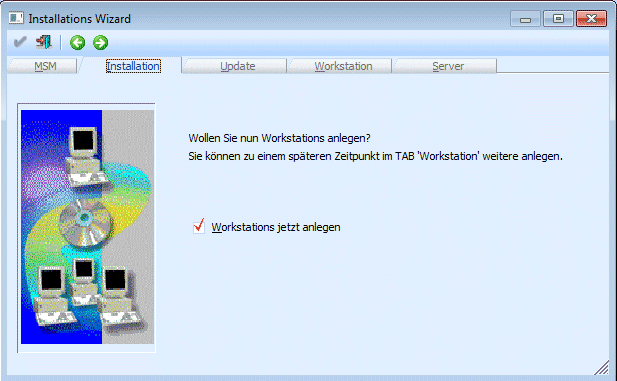 Installations Wizard
MSM Installation Update Workstation Server
Wollen Sie nun Workstations anlegen?
Sie können zu einem späteren Zeitpunkt im TAB 'Workstation' weitere anlegen.
Workstations jetzt anlegen